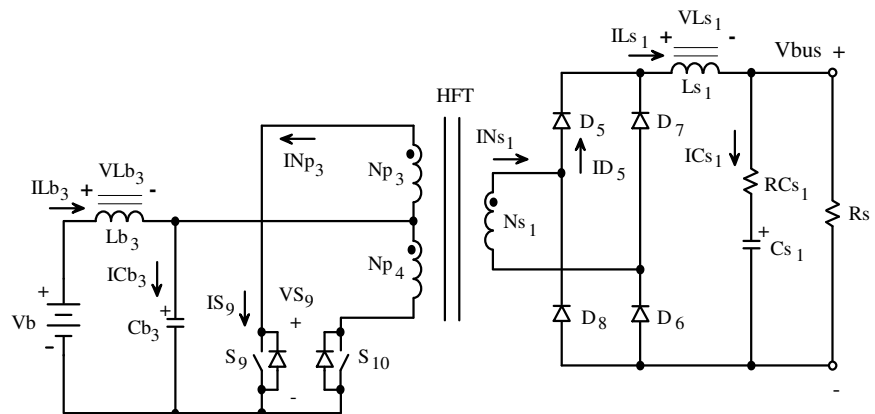 VLs₁
ILs₁ + -
Vbus +
Ls₁
HFT
D₅ D₇
INs₁
ID₅
ICs₁
INp₃
Np₃
VLb₃
ILb₃ + -
RCs₁
Rs
Ns₁
Lb₃
Np₄
+
Cs₁
ICb₃
IS₉ VS₉
+
Vb
-
+
Cb₃
+
D₈ D₆
S₉ S₁₀
-
-